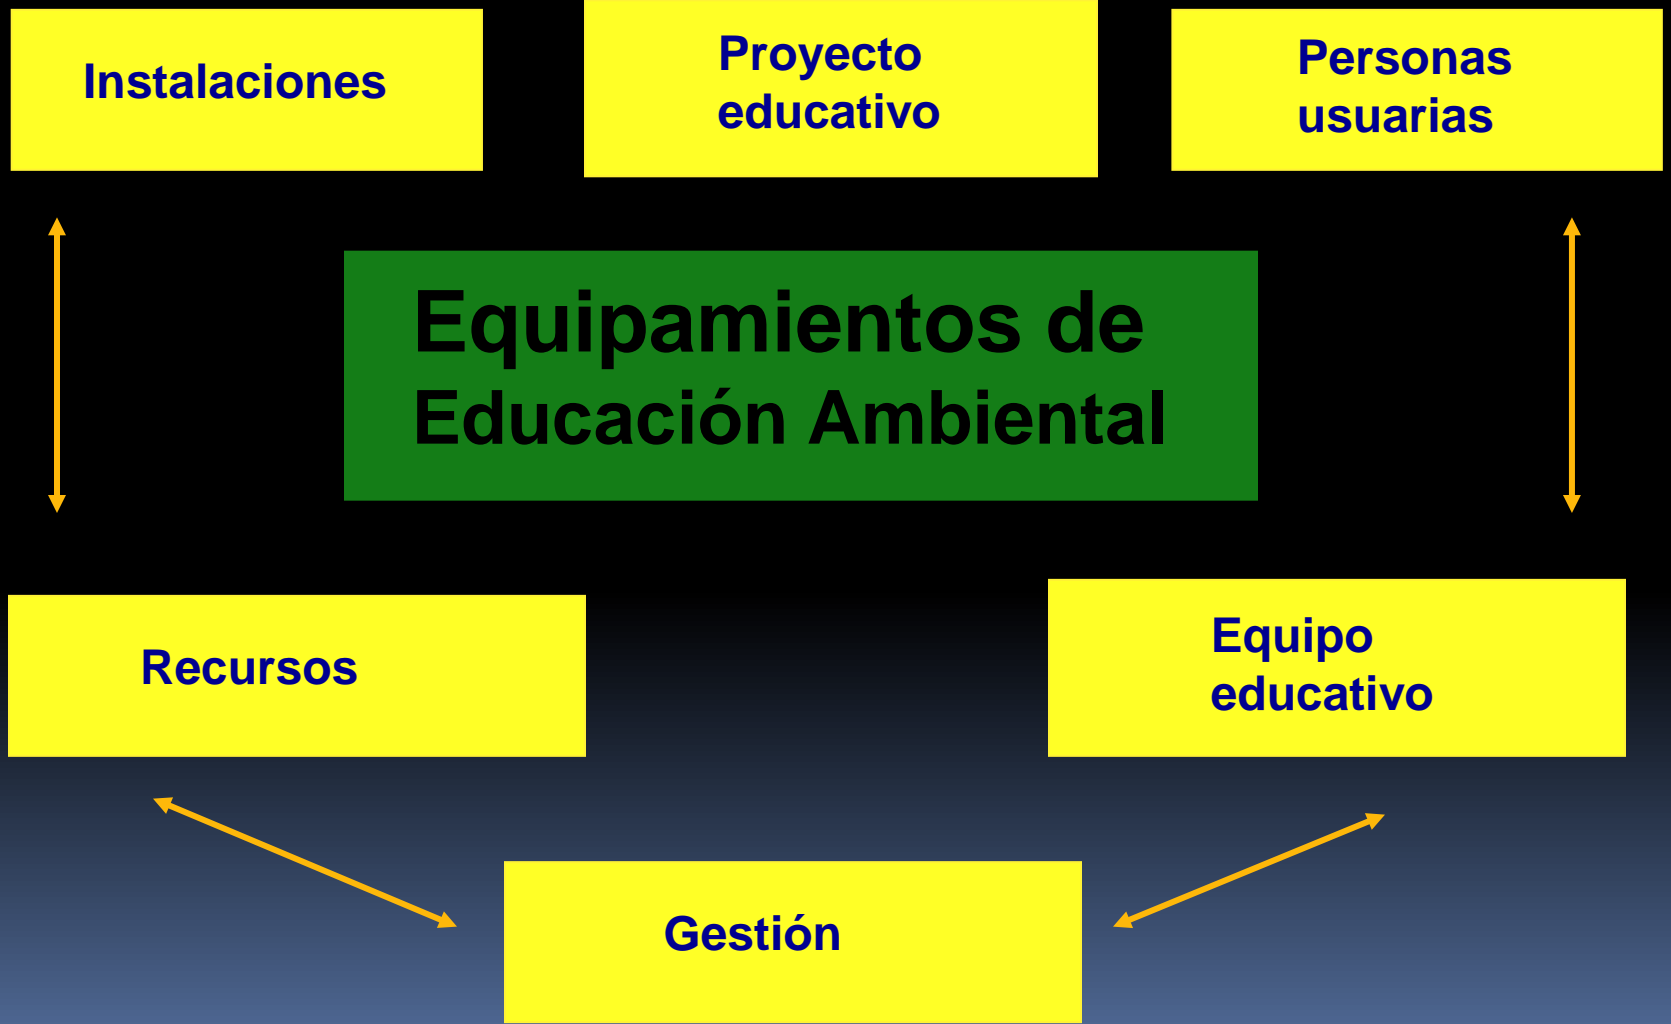 Instalaciones
Proyecto
educativo
Personas
usuarias
Equipamientos de
Educación Ambiental
Recursos
Equipo
educativo
Gestión